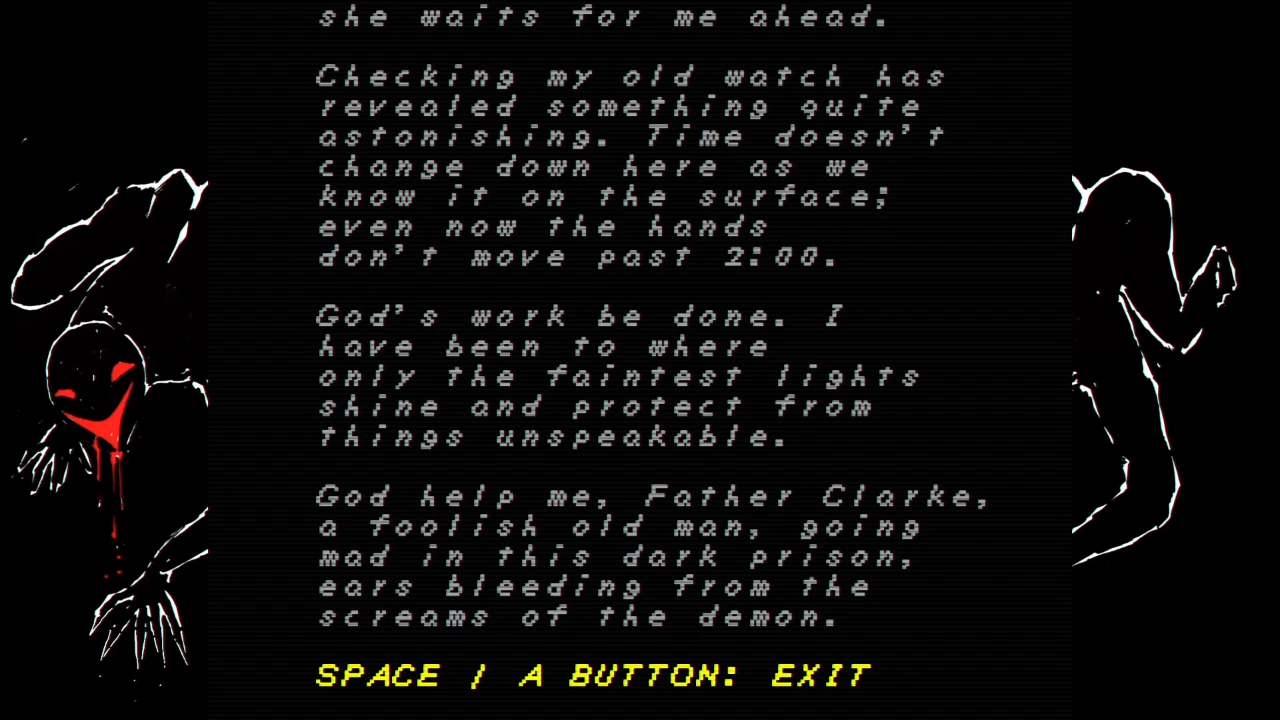 she waits for me ahead.
Checking my old watch has
revealed something quite
astonishing. Time doesn't
change down here as we
know it on the surface;
even now the hands
don't move past 2:00.
God's work be done. I
have been to where
only the faintest lights
shine and protect from
things unspeakable.
God help me, Father Clarke,
a foolish old man, going
mad in this dark prison,
ears bleeding from the
screams of the demon.
SPACE / A BUTTON: EXIT